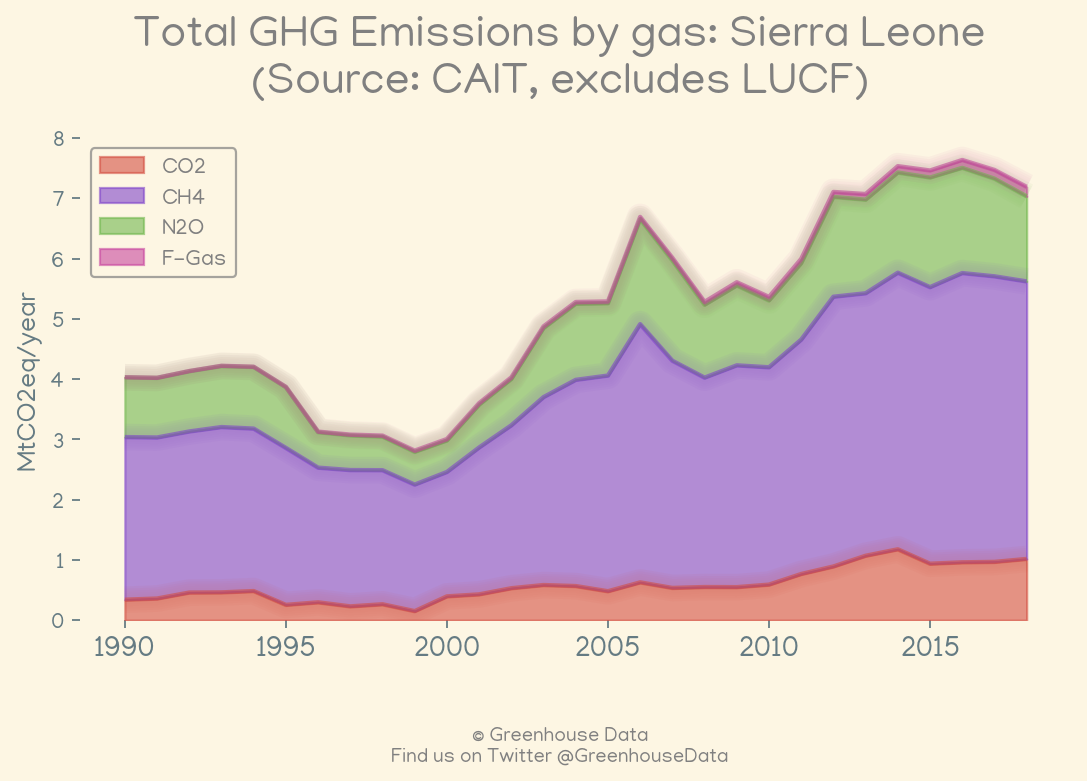 Total GHG Emissions by gas: Sierra Leone
(Source: CAIT, excludes LUCF)
8
CO2
CH4
N2O
F-Gas
7
6
5
4
3
2
1
0
MtCO2eq/year
1990
1995
2000
2005
2010
2015
© Greenhouse Data
Find us on Twitter @GreenhouseData